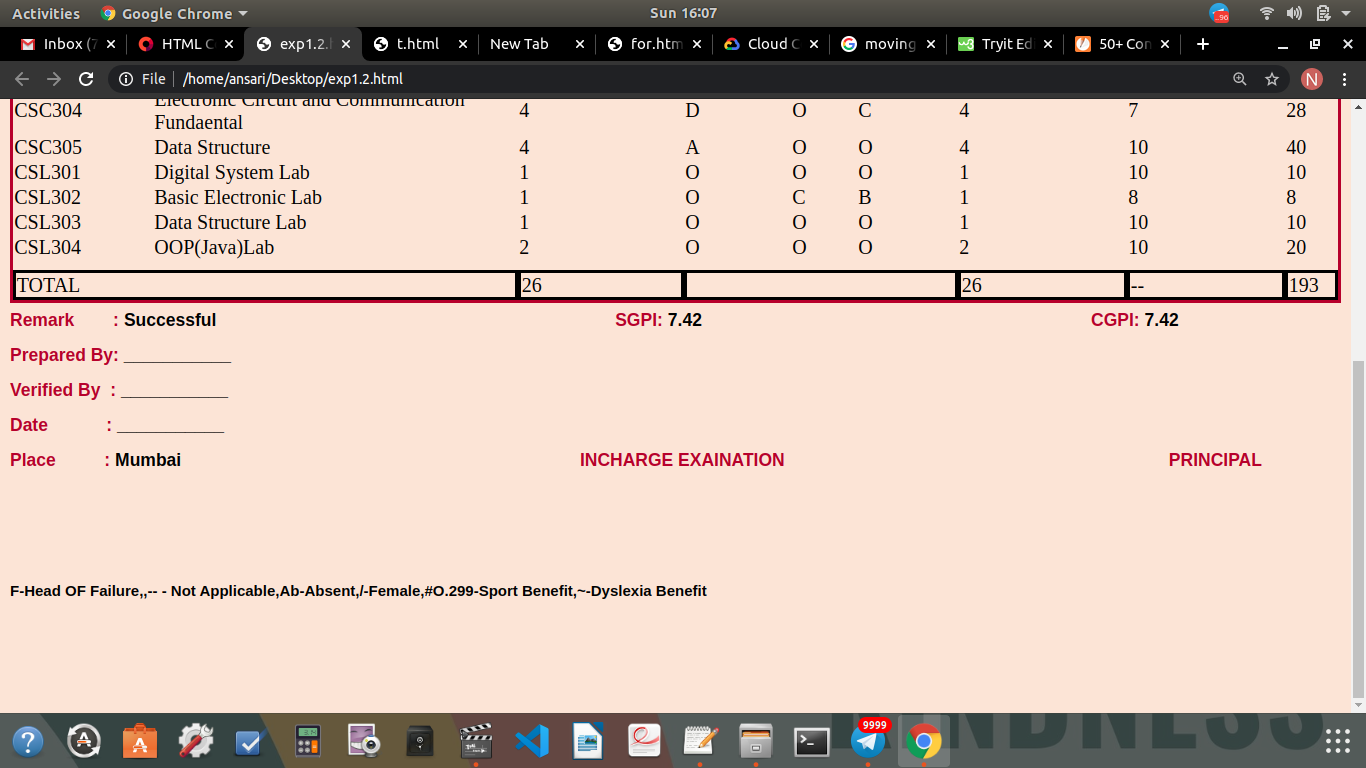 Activities Google Chrome Sun 16:07 .96
Inbox (7 HTML C exp1.2.h t.html New Tab for.htm Cloud C moving Tryit Ed 50+ Con
File /home/ansari/Desktop/exp1.2.html N
CSC304 Electronic Circuit and Communication Fundaental 4 D O C 4 7 28
CSC305 Data Structure 4 A O O 4 10 40
CSL301 Digital System Lab 1 O O O 1 10 10
CSL302 Basic Electronic Lab 1 O C B 1 8 8
CSL303 Data Structure Lab 1 O O O 1 10 10
CSL304 OOP(Java)Lab 2 O O O 2 10 20
TOTAL 26 26 -- 193
Remark : Successful SGPI: 7.42 CGPI: 7.42
Prepared By: ___________
Verified By : ___________
Date : ___________
Place : Mumbai INCHARGE EXAINATION PRINCIPAL
F-Head OF Failure,,-- - Not Applicable,Ab-Absent,/-Female,#O.299-Sport Benefit,~-Dyslexia Benefit
9999
KINDNESS